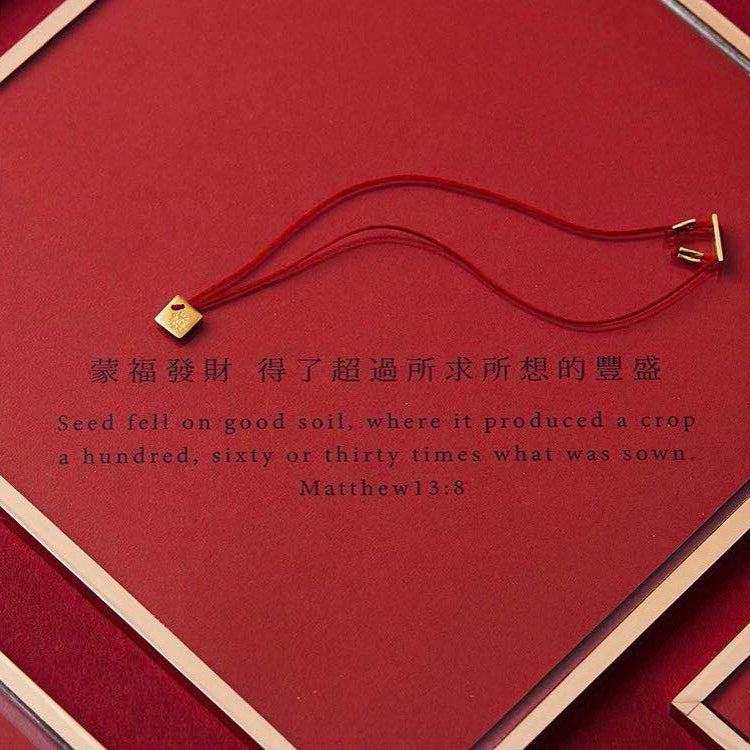 蒙福發財 得了超過所求所想的豐盛
Seed fell on good soil, where it produced a crop
a hundred, sixty or thirty times what was sown.
Matthew13:8